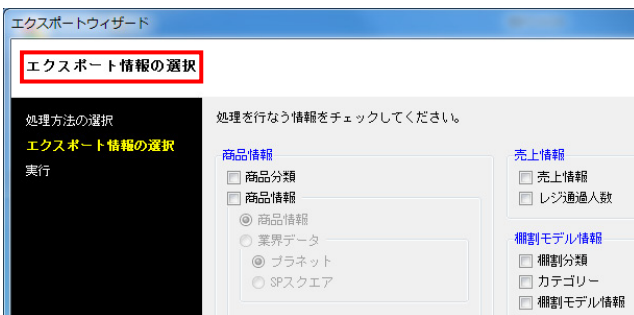 エクスポートウィザード
エクスポート情報の選択
処理方法の選択
エクスポート情報の選択
実行
処理を行なう情報をチェックしてください。
商品情報
商品分類
商品情報
商品情報
業界データ
プラネット
SPスクエア
売上情報
売上情報
レジ通過人数
棚割モデル情報
棚割分類
カテゴリー
棚割モデル情報